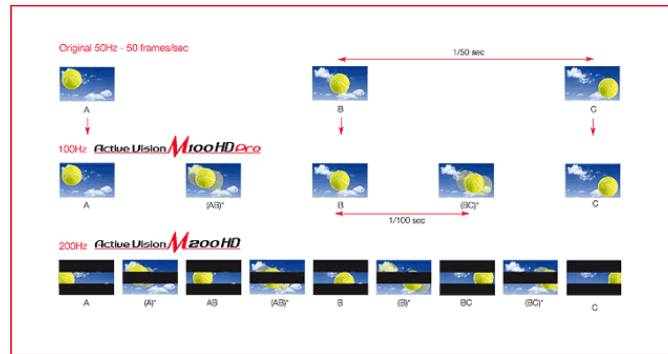 Original 50Hz - 50 frames/sec
1/50 sec
A
B
C
100Hz Active Vision M100HD Pro
A
(AB)*
B
(BC)*
C
1/100 sec
200Hz Active Vision M200HD
A
(A)*
AB
(AB)*
B
(B)*
BC
(BC)*
C